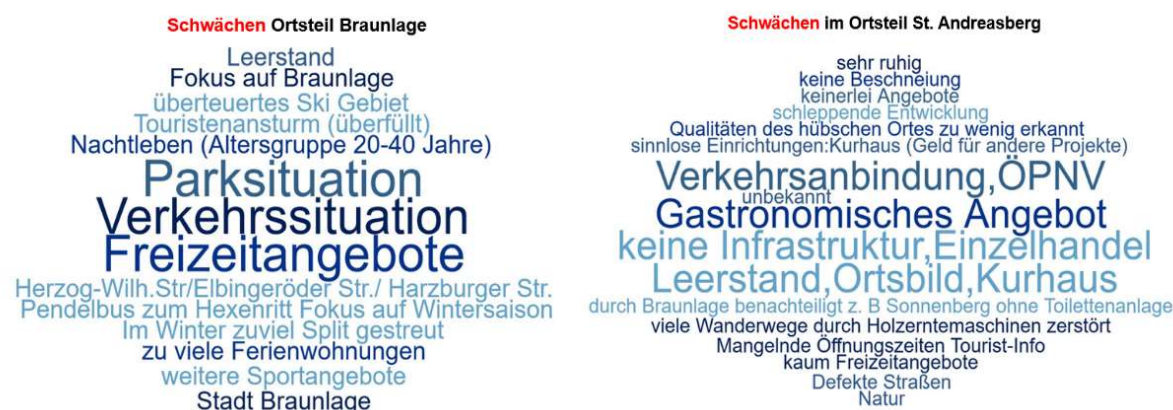 Schwächen Ortsteil Braunlage
Leerstand
Fokus auf Braunlage
überteuertes Ski Gebiet
Touristenansturm (überfüllt)
Nachtleben (Altersgruppe 20-40 Jahre)
Parksituation
Verkehrssituation
Freizeitangebote
Herzog-Wilh.Str/Elbingeröder Str./ Harzburger Str.
Pendelbus zum Hexenritt Fokus auf Wintersaison
Im Winter zuviel Split gestreut
zu viele Ferienwohnungen
weitere Sportangebote
Stadt Braunlage
Schwächen im Ortsteil St. Andreasberg
sehr ruhig
keine Beschneiung
keinerlei Angebote
schleppende Entwicklung
Qualitäten des hübschen Ortes zu wenig erkannt
sinnlose Einrichtungen:Kurhaus (Geld für andere Projekte)
Verkehrsanbindung,ÖPNV
unbekannt
Gastronomisches Angebot
keine Infrastruktur,Einzelhandel
Leerstand,Ortsbild,Kurhaus
durch Braunlage benachteiligt z. B Sonnenberg ohne Toilettenanlage
viele Wanderwege durch Holzerntemaschinen zerstört
Mangelnde Öffnungszeiten Tourist-Info
kaum Freizeitangebote
Defekte Straßen
Natur